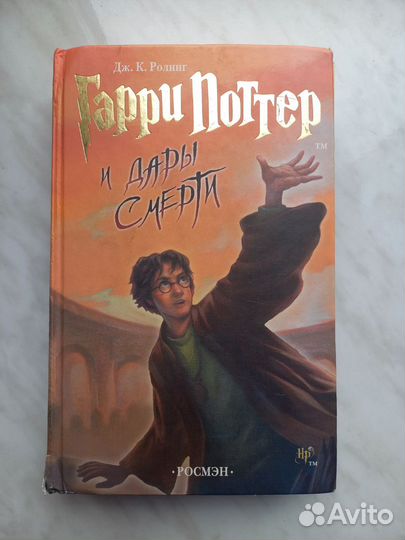 Дж. К. Ролинг
Гарри Поттер
TM
и дары
смерти
HP
TM
·РОСМЭН·
Avito